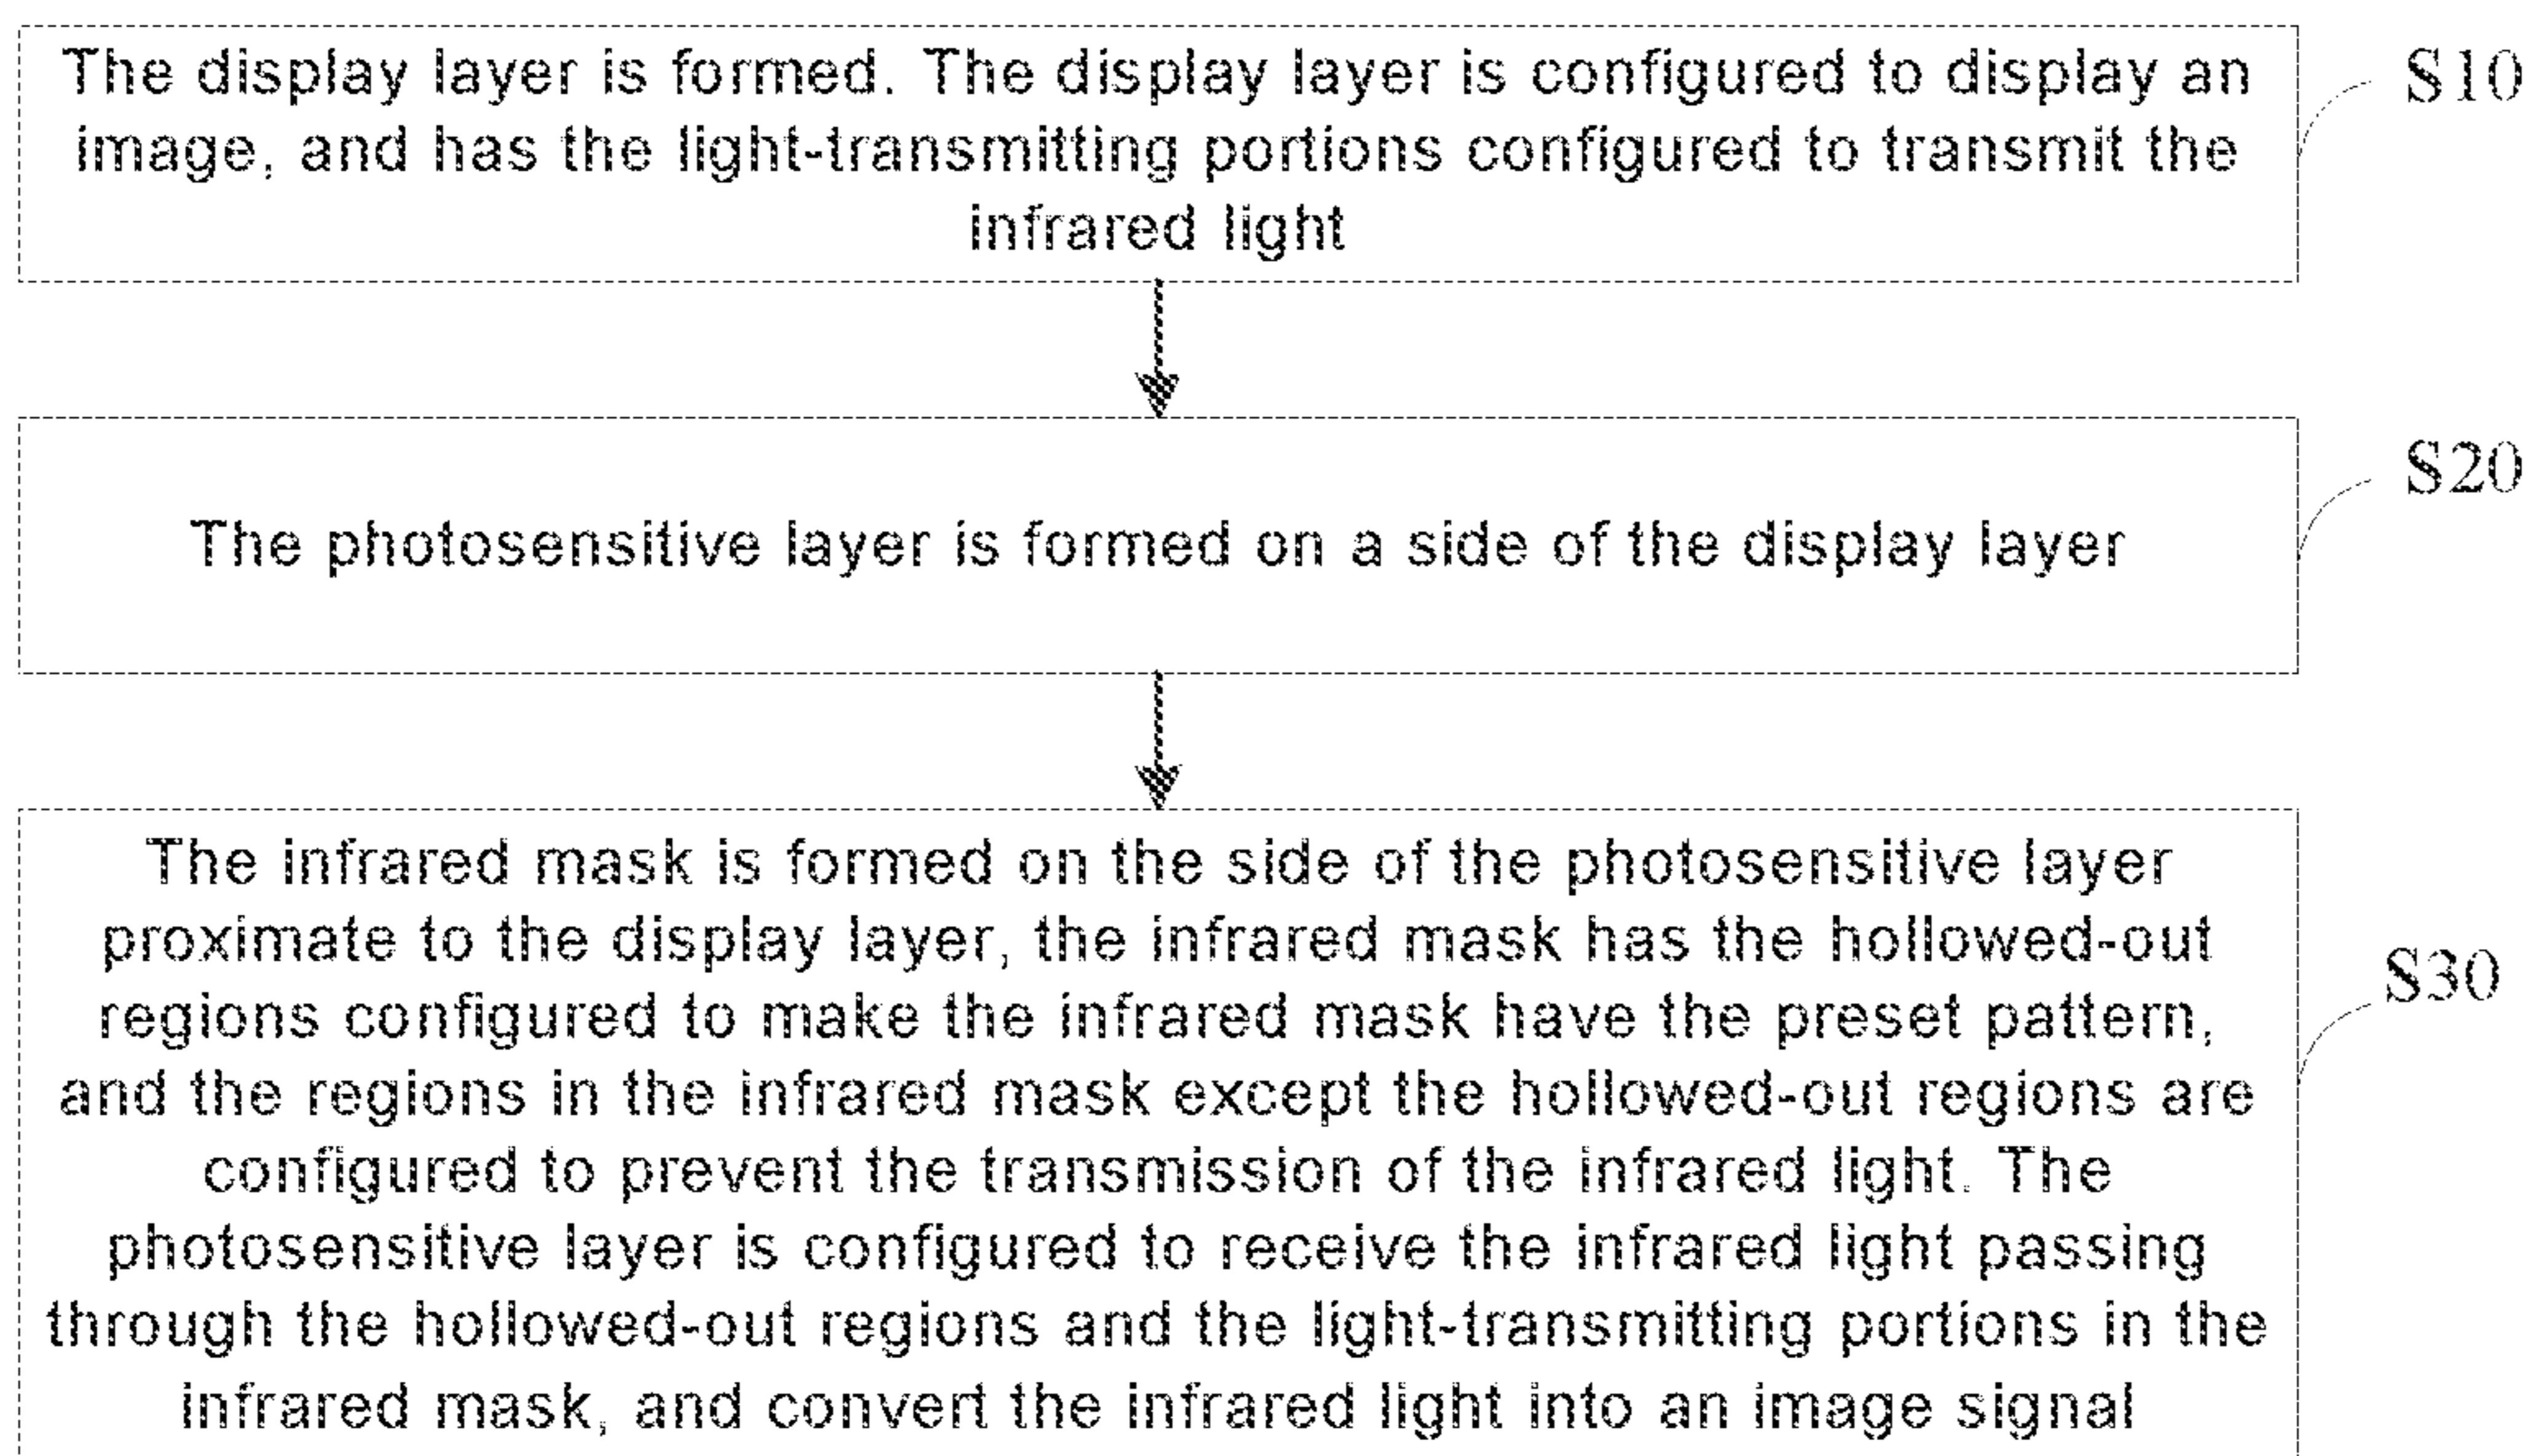 The display layer is formed. The display layer is configured to display an
image, and has the light-transmitting portions configured to transmit the
infrared light
S10
The photosensitive layer is formed on a side of the display layer
S20
The infrared mask is formed on the side of the photosensitive layer
proximate to the display layer, the infrared mask has the hollowed-out
regions configured to make the infrared mask have the preset pattern,
and the regions in the infrared mask except the hollowed-out regions are
configured to prevent the transmission of the infrared light. The
photosensitive layer is configured to receive the infrared light passing
through the hollowed-out regions and the light-transmitting portions in the
infrared mask, and convert the infrared light into an image signal
S30